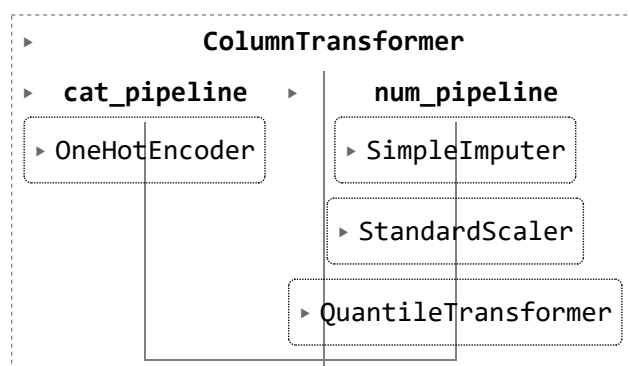 ColumnTransformer
cat_pipeline num_pipeline
OneHotEncoder SimpleImputer
StandardScaler
QuantileTransformer